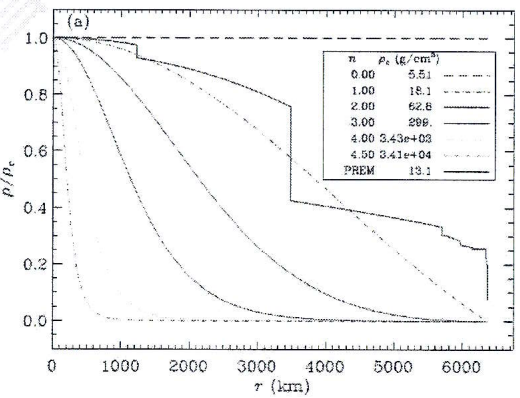 (a)
1.0
0.8
0.6
0.4
0.2
0.0
ρ/ρc
n ρc (g/cm³)
0.00 5.51
1.00 18.1
2.00 62.8
3.00 299.
4.00 3.43e+03
4.50 3.41e+04
PREM 13.1
0 1000 2000 3000 4000 5000 6000
r (km)